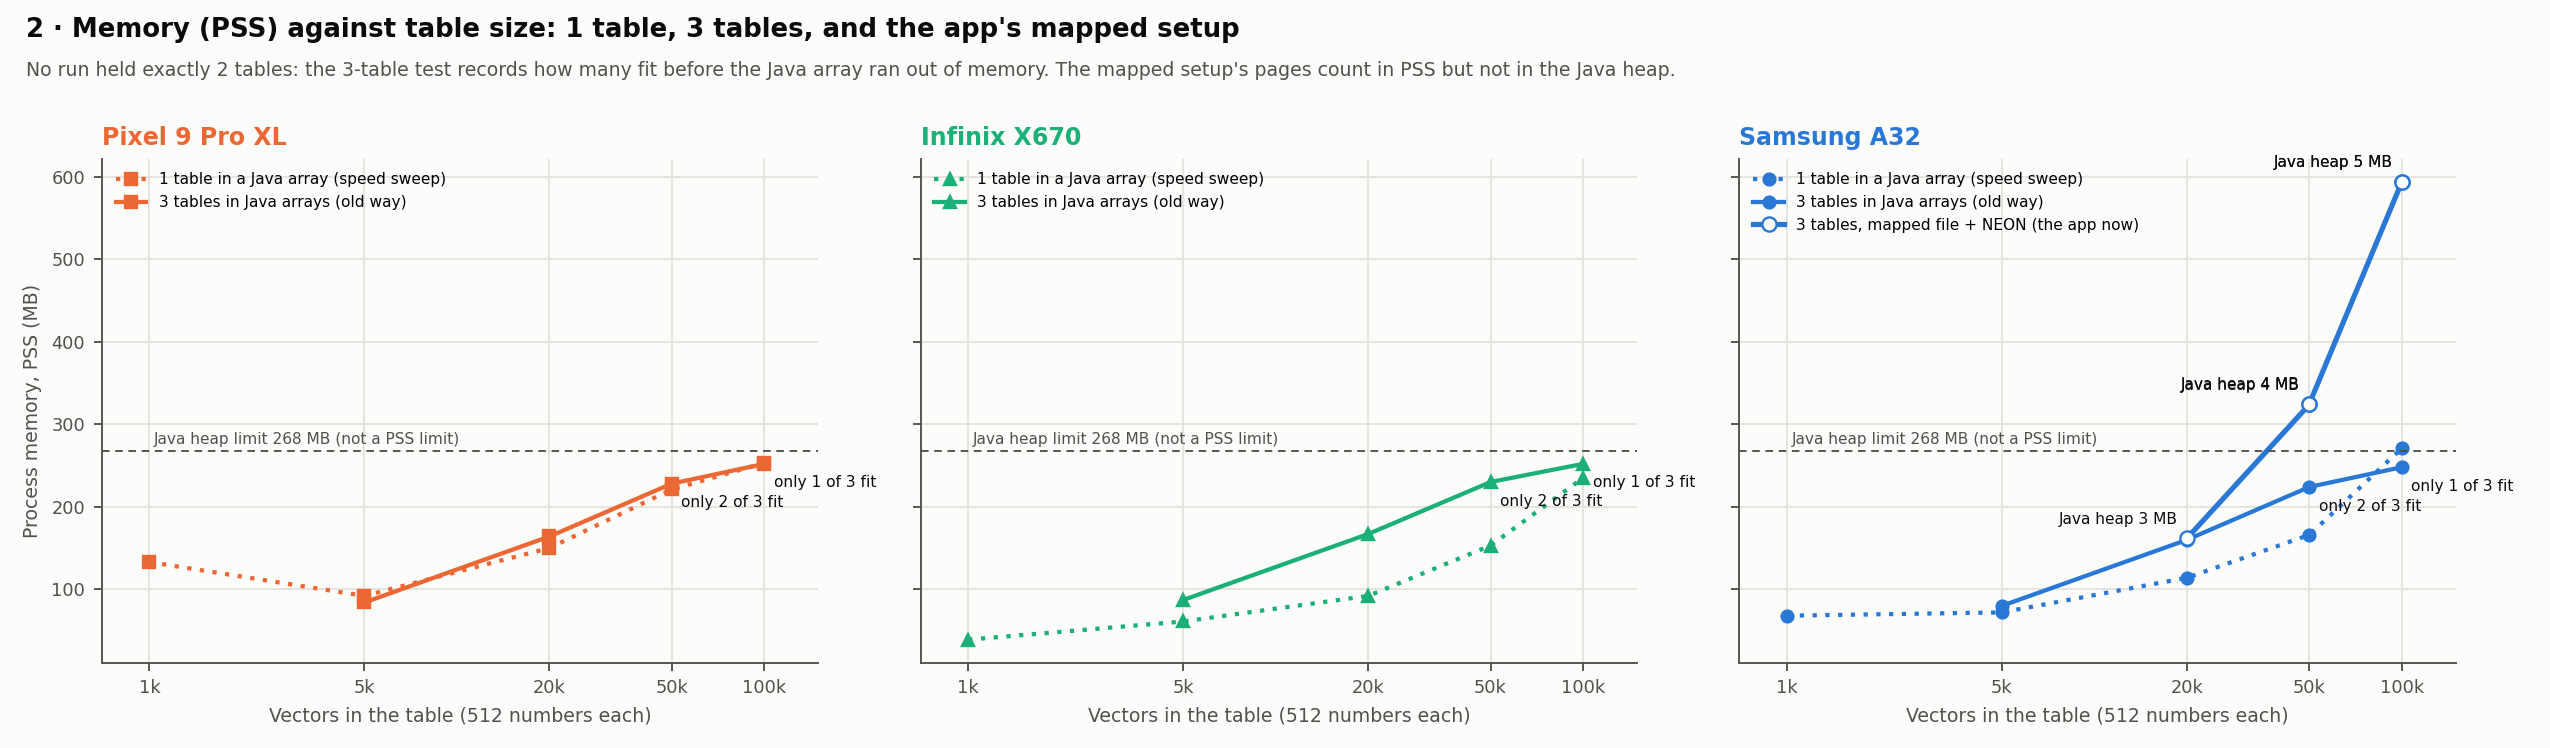 2 · Memory (PSS) against table size: 1 table, 3 tables, and the app's mapped setup
No run held exactly 2 tables: the 3-table test records how many fit before the Java array ran out of memory. The mapped setup's pages count in PSS but not in the Java heap.
Pixel 9 Pro XL
Process memory, PSS (MB)
600
500
400
300
200
100
1 table in a Java array (speed sweep)
3 tables in Java arrays (old way)
Java heap limit 268 MB (not a PSS limit)
only 1 of 3 fit
only 2 of 3 fit
1k
5k
20k
50k
100k
Vectors in the table (512 numbers each)
Infinix X670
1 table in a Java array (speed sweep)
3 tables in Java arrays (old way)
Java heap limit 268 MB (not a PSS limit)
only 1 of 3 fit
only 2 of 3 fit
1k
5k
20k
50k
100k
Vectors in the table (512 numbers each)
Samsung A32
Java heap 5 MB
1 table in a Java array (speed sweep)
3 tables in Java arrays (old way)
3 tables, mapped file + NEON (the app now)
Java heap 4 MB
Java heap limit 268 MB (not a PSS limit)
only 1 of 3 fit
only 2 of 3 fit
Java heap 3 MB
1k
5k
20k
50k
100k
Vectors in the table (512 numbers each)